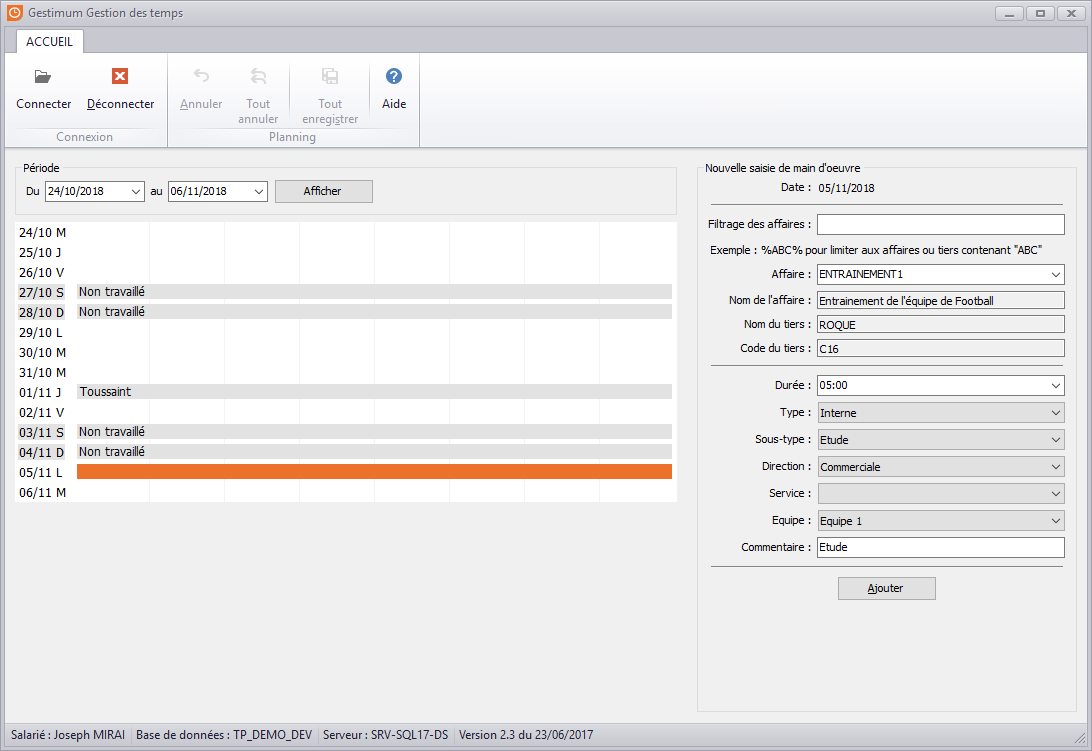 Gestimum Gestion des temps
ACCUEIL
Connecter Déconnecter Annuler Tout annuler Tout enregistrer Aide
Connexion Planning
Période
Du 24/10/2018 au 06/11/2018 Afficher
24/10 M
25/10 J
26/10 V
27/10 S Non travaillé
28/10 D Non travaillé
29/10 L
30/10 M
31/10 M
01/11 J Toussaint
02/11 V
03/11 S Non travaillé
04/11 D Non travaillé
05/11 L
06/11 M
Nouvelle saisie de main d'oeuvre
Date : 05/11/2018
Filtrage des affaires :
Exemple : %ABC% pour limiter aux affaires ou tiers contenant "ABC"
Affaire : ENTRAINEMENT1
Nom de l'affaire : Entrainement de l'équipe de Football
Nom du tiers : ROQUE
Code du tiers : C16
Durée : 05:00
Type : Interne
Sous-type : Etude
Direction : Commerciale
Service :
Equipe : Equipe 1
Commentaire : Etude
Ajouter
Salarié : Joseph MIRAI Base de données : TP_DEMO_DEV Serveur : SRV-SQL17-DS Version 2.3 du 23/06/2017